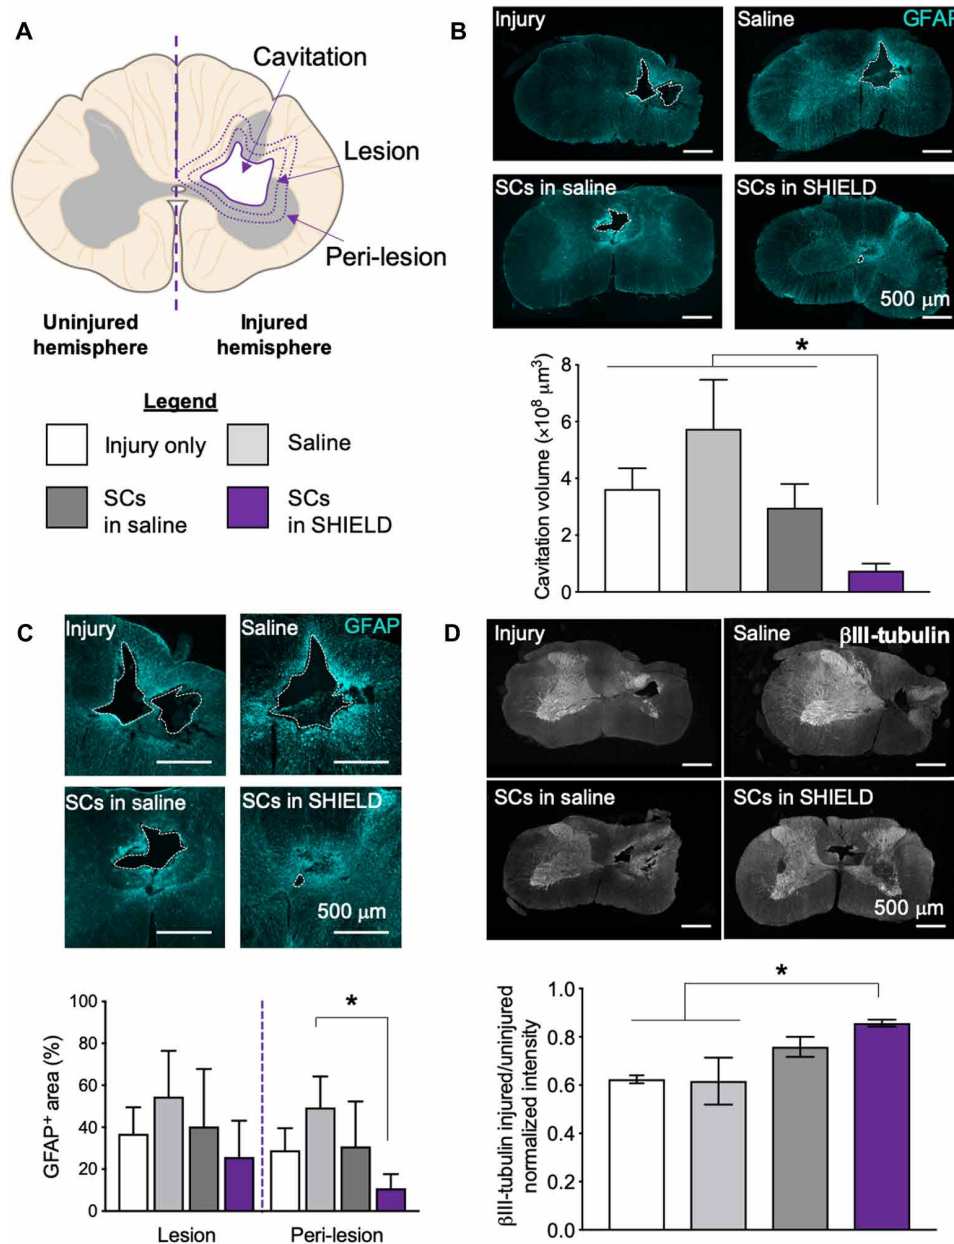 A
Cavitation
Lesion
Peri-lesion
Uninjured
hemisphere
Injured
hemisphere
Legend
Injury only
Saline
SCs
in saline
SCs
in SHIELD
B
Injury
Saline
GFAP
SCs in saline
SCs in SHIELD
500 μm
*
Cavitation volume (×10⁸ μm³)
8
6
4
2
0
C
Injury
Saline
GFAP
SCs in saline
SCs in SHIELD
500 μm
GFAP⁺ area (%)
100
80
60
40
20
0
*
Lesion
Peri-lesion
D
Injury
Saline
βIII-tubulin
SCs in saline
SCs in SHIELD
500 μm
*
βIII-tubulin injured/uninjured
normalized intensity
1.0
0.8
0.6
0.4
0.2
0.0